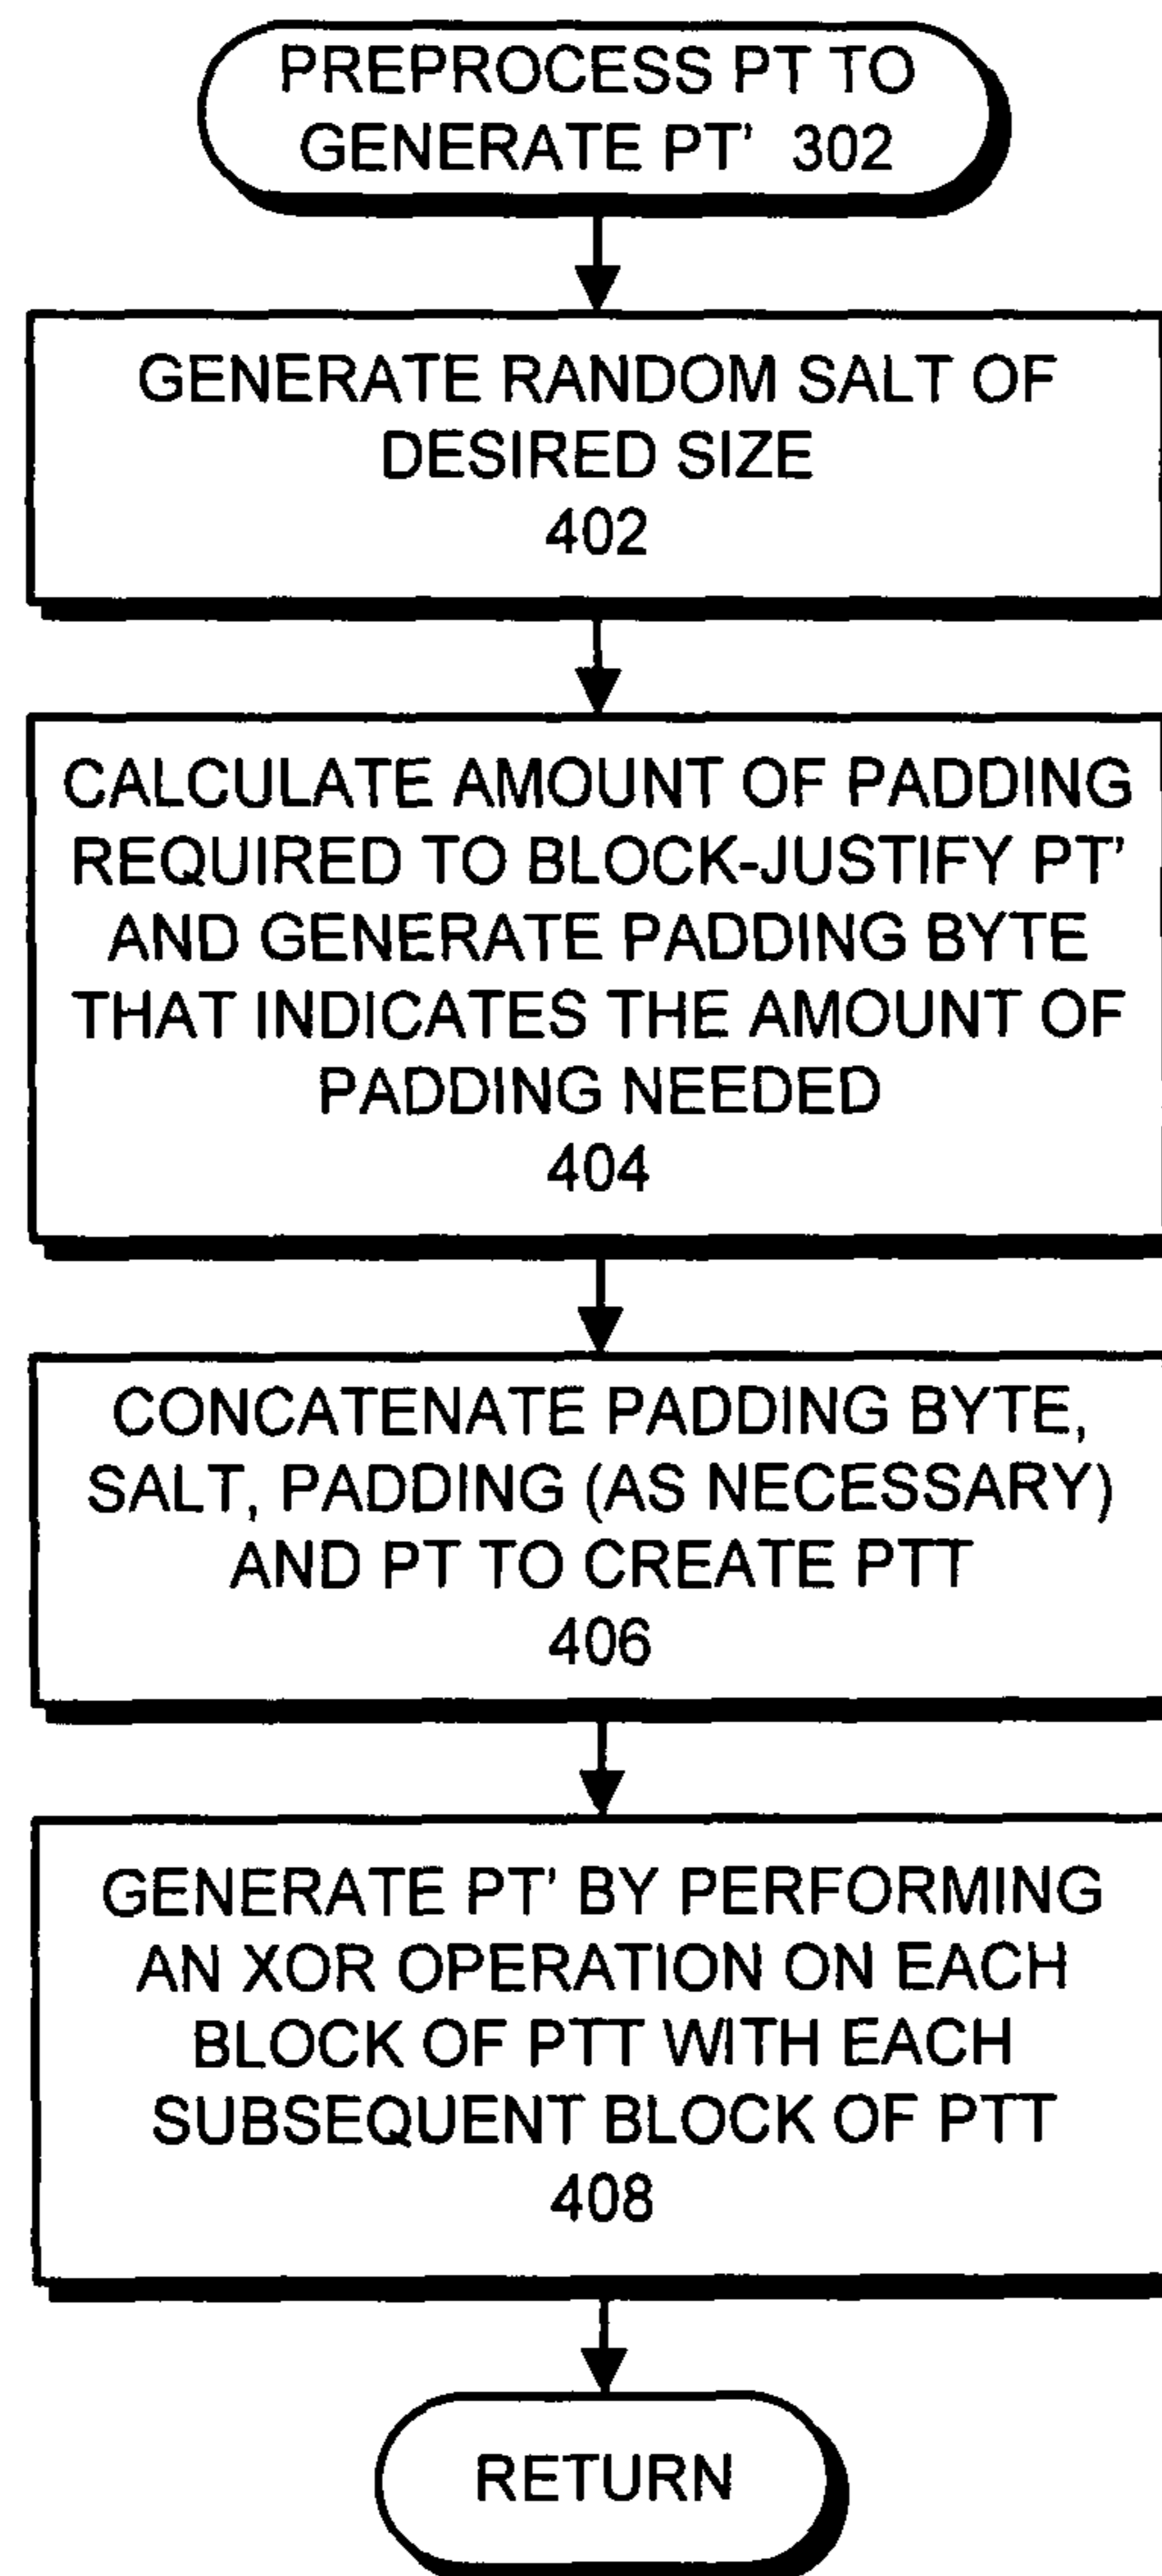 PREPROCESS PT TO
GENERATE PT' 302
GENERATE RANDOM SALT OF
DESIRED SIZE
402
CALCULATE AMOUNT OF PADDING
REQUIRED TO BLOCK-JUSTIFY PT'
AND GENERATE PADDING BYTE
THAT INDICATES THE AMOUNT OF
PADDING NEEDED
404
CONCATENATE PADDING BYTE,
SALT, PADDING (AS NECESSARY)
AND PT TO CREATE PTT
406
GENERATE PT' BY PERFORMING
AN XOR OPERATION ON EACH
BLOCK OF PTT WITH EACH
SUBSEQUENT BLOCK OF PTT
408
RETURN